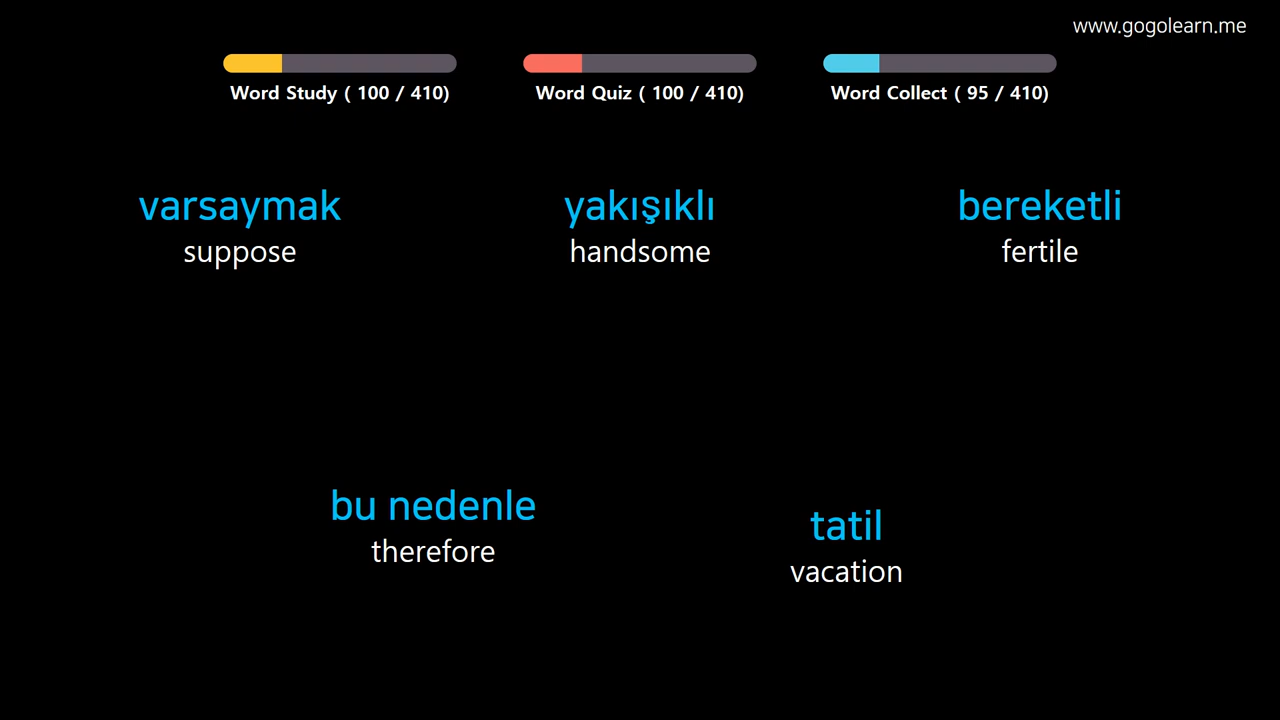 www.gogolearn.me
Word Study ( 100 / 410)
Word Quiz ( 100 / 410)
Word Collect ( 95 / 410)
varsaymak
suppose
yakışıklı
handsome
bereketli
fertile
bu nedenle
therefore
tatil
vacation